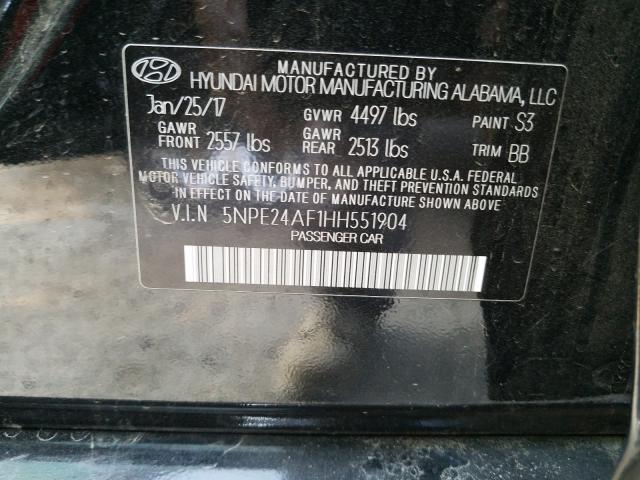 MANUFACTURED BY
HYUNDAI MOTOR MANUFACTURING ALABAMA, LLC
Jan/25/17 GVWR 4497 lbs PAINT S3
GAWR FRONT 2557 lbs GAWR REAR 2513 lbs TRIM BB
THIS VEHICLE CONFORMS TO ALL APPLICABLE U.S.A. FEDERAL
MOTOR VEHICLE SAFETY, BUMPER, AND THEFT PREVENTION STANDARDS
IN EFFECT ON THE DATE OF MANUFACTURE SHOWN ABOVE.
V.I.N 5NPE24AF1HH551904
PASSENGER CAR